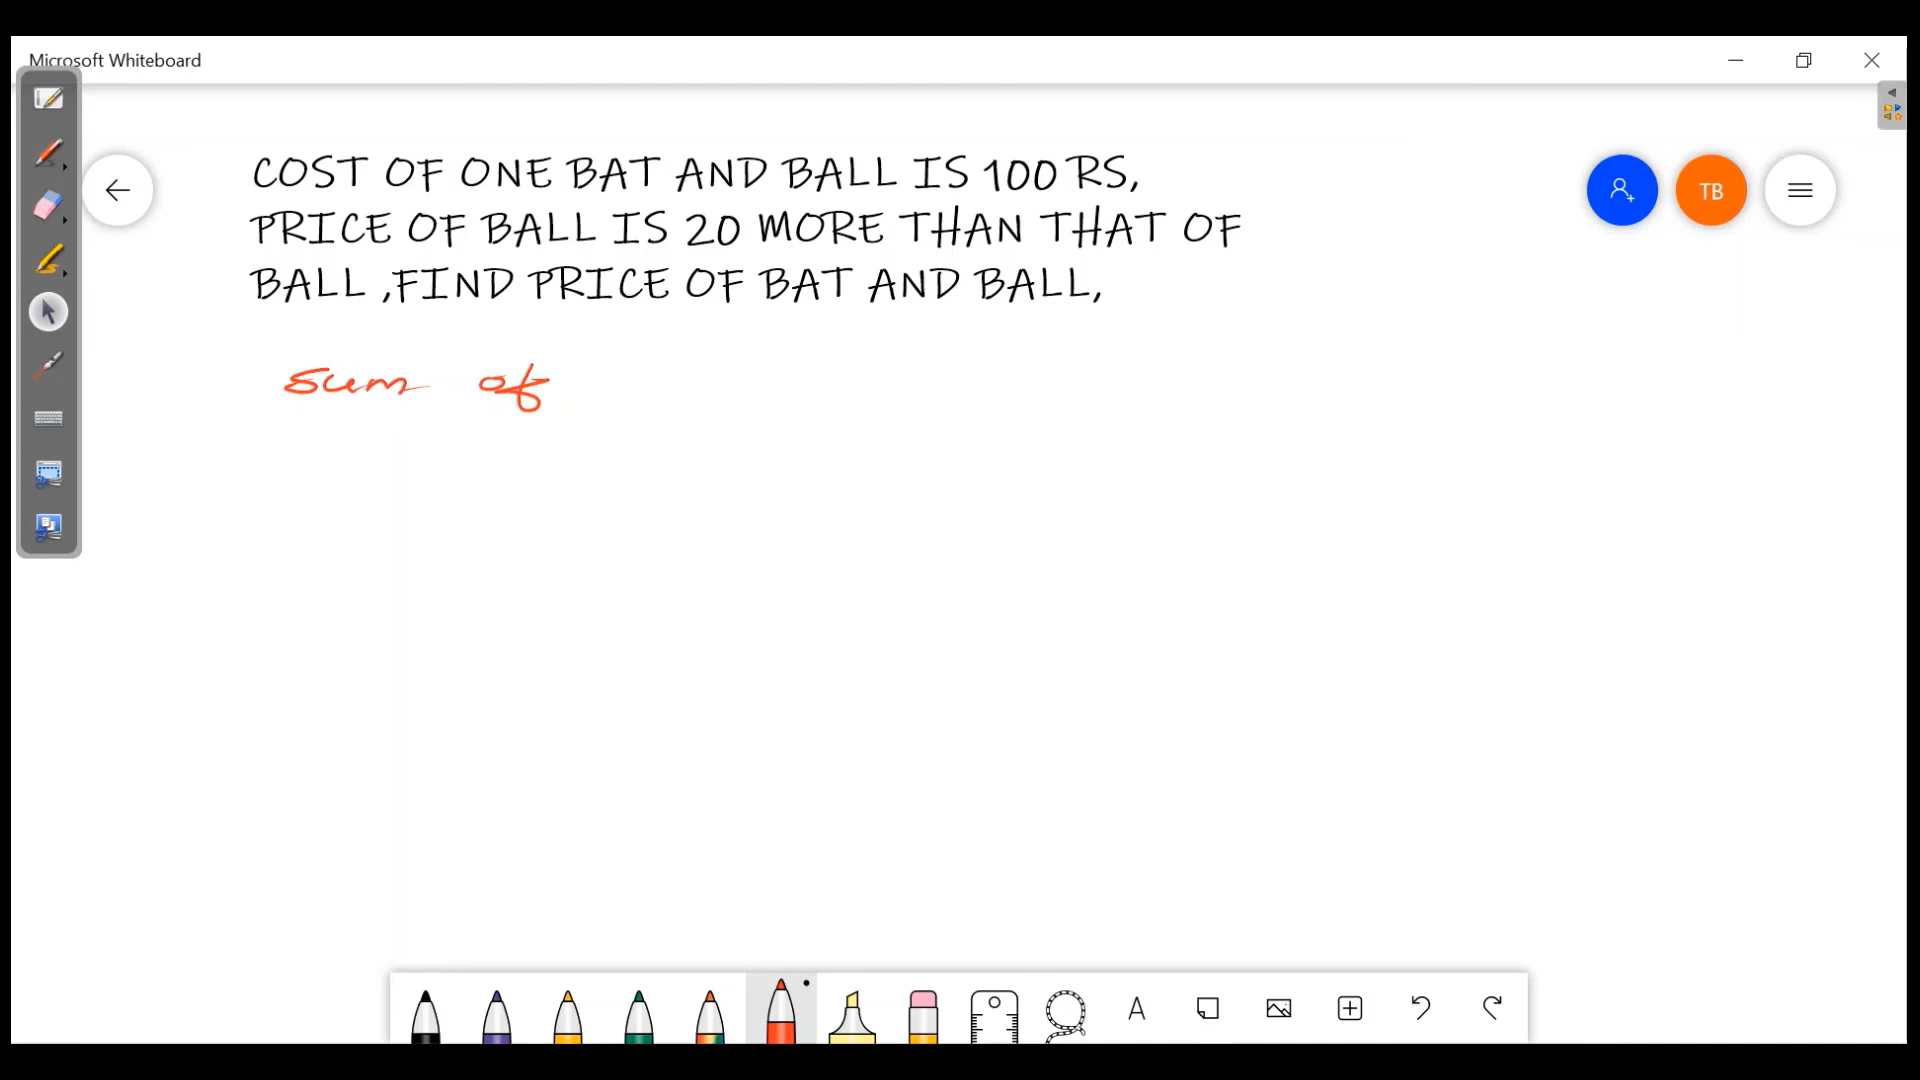 Microsoft Whiteboard
COST OF ONE BAT AND BALL IS 100 RS,
PRICE OF BALL IS 20 MORE THAN THAT OF
BALL ,FIND PRICE OF BAT AND BALL,
TB
sum of
A